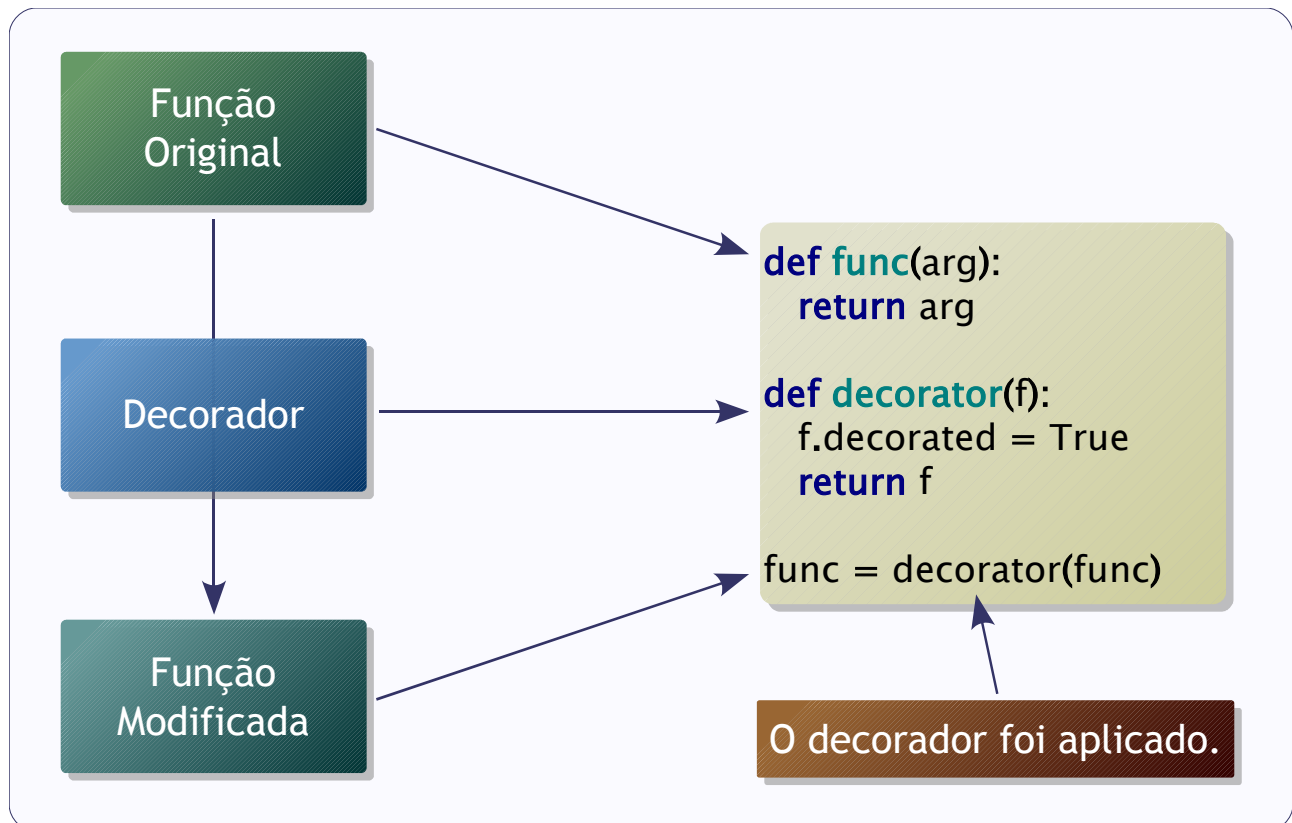 Função
Original
Decorador
Função
Modificada
def func(arg):
return arg
def decorator(f):
f.decorated = True
return f
func = decorator(func)
O decorador foi aplicado.